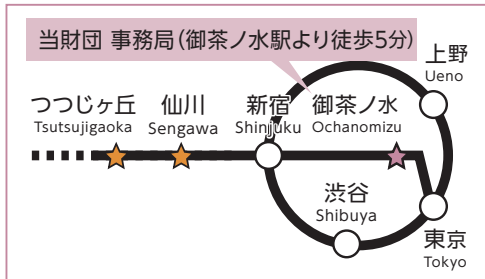 当財団 事務局(御茶ノ水駅より徒歩5分)
上野
Ueno
つつじヶ丘
Tsutsujigaoka
仙川
Sengawa
新宿
Shinjuku
御茶ノ水
Ochanomizu
渋谷
Shibuya
東京
Tokyo